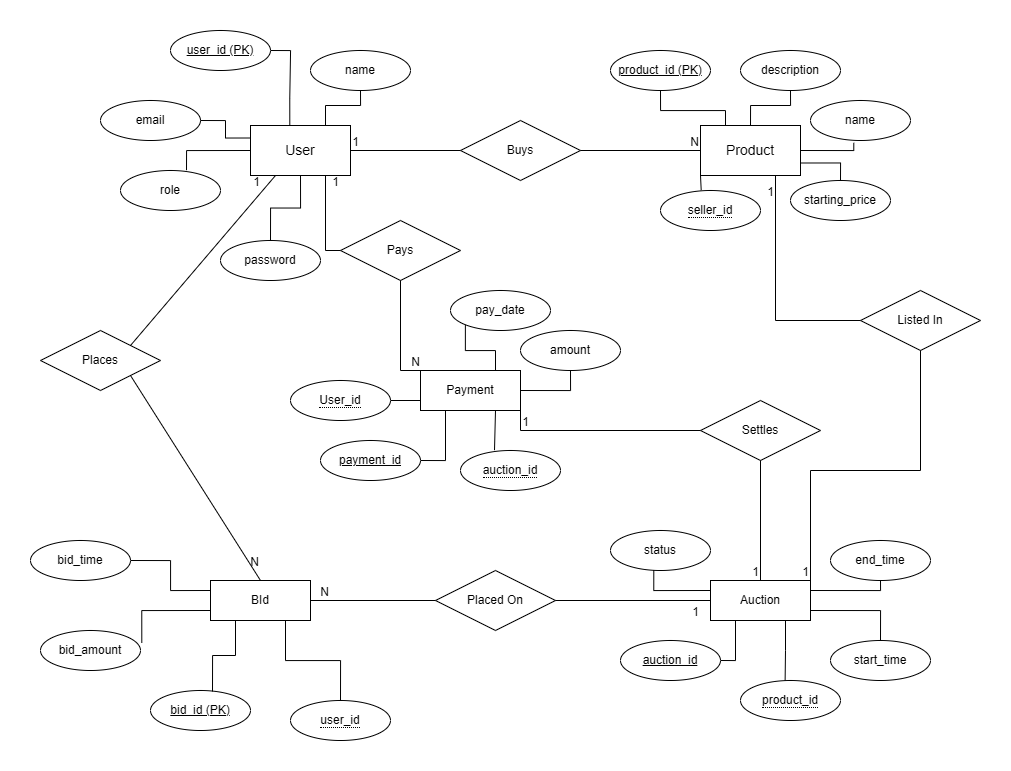 user_id (PK)
name
email
User
role
password
1
1
1
Buys
N
product_id (PK)
description
name
Product
starting_price
seller_id
1
Pays
N
pay_date
amount
Payment
User_id
payment_id
auction_id
1
Listed In
Settles
Places
N
bid_time
BId
bid_amount
bid_id (PK)
user_id
N
Placed On
1
status
1
1
end_time
Auction
auction_id
start_time
product_id